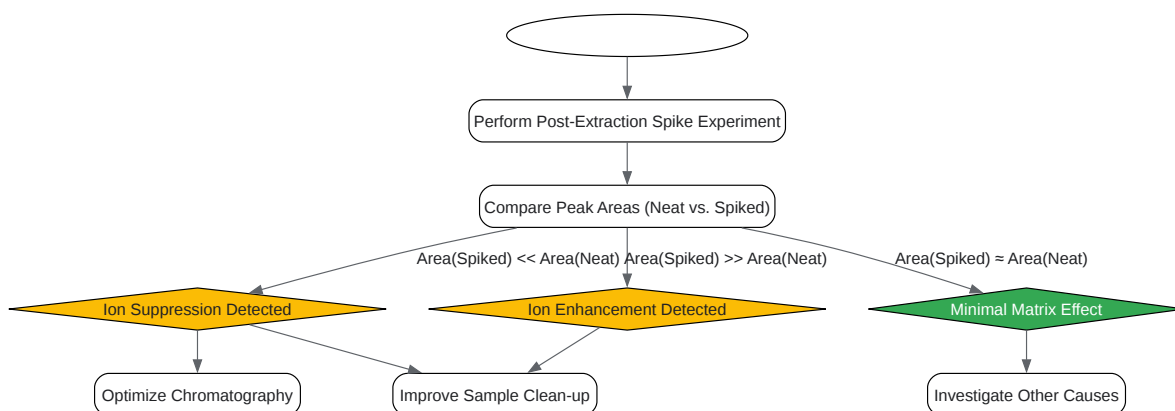 Perform Post-Extraction Spike Experiment
Compare Peak Areas (Neat vs. Spiked)
Area(Spiked) << Area(Neat)
Area(Spiked) >> Area(Neat)
Area(Spiked) ≈ Area(Neat)
Ion Suppression Detected
Ion Enhancement Detected
Minimal Matrix Effect
Optimize Chromatography
Improve Sample Clean-up
Investigate Other Causes